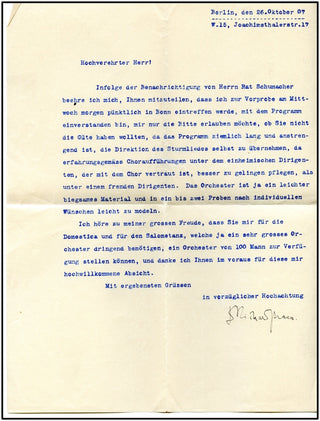 Berlin, den 26.Oktober 07
W.15, Joachimsthalerstr.17
Hochverehrter Herr!
Infolge der Benachrichtigung von Herrn Rat Schumacher
beehre ich mich, Ihnen mitzuteilen, dass ich zur Vorprobe am Mitt-
woch morgen pünktlich in Bonn eintreffen werde, mit dem Programm
einverstanden bin, mir nur die Bitte erlauben möchte, ob Sie nicht
die Güte haben wollten, da das Programm ziemlich lang und anstren-
gend ist, die Direktion des Sturmliedes selbst zu übernehmen, da
erfahrungsgemäss Choraufführungen unter dem einheimischen Dirigen-
ten, der mit dem Chor vertraut ist, besser zu gelingen pflegen, als
unter einem fremden Dirigenten. Das Orchester ist ja ein leichter
biegsames Material und in ein bis zwei Proben nach individuellen
Wünschen leicht zu modeln.
Ich höre zu meiner grossen Freude, dass Sie mir für die
Domestica und für den Salometanz, welche ja ein sehr grosses Or-
chester dringend benötigen, ein Orchester von 100 Mann zur Verfü-
gung stellen können, und danke ich Ihnen im voraus für diese mir
hochwillkommene Absicht.
Mit ergebensten Grüssen
in vorzüglicher Hochachtung